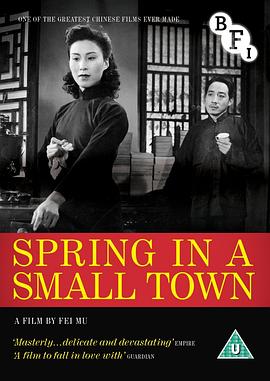 ONE OF THE GREATEST CHINESE FILMS EVER MADE
BFI
SPRING IN A
SMALL TOWN
A FILM BY FEI MU
'Masterly...delicate and devastating' EMPIRE
'A film to fall in love with' GUARDIAN
U